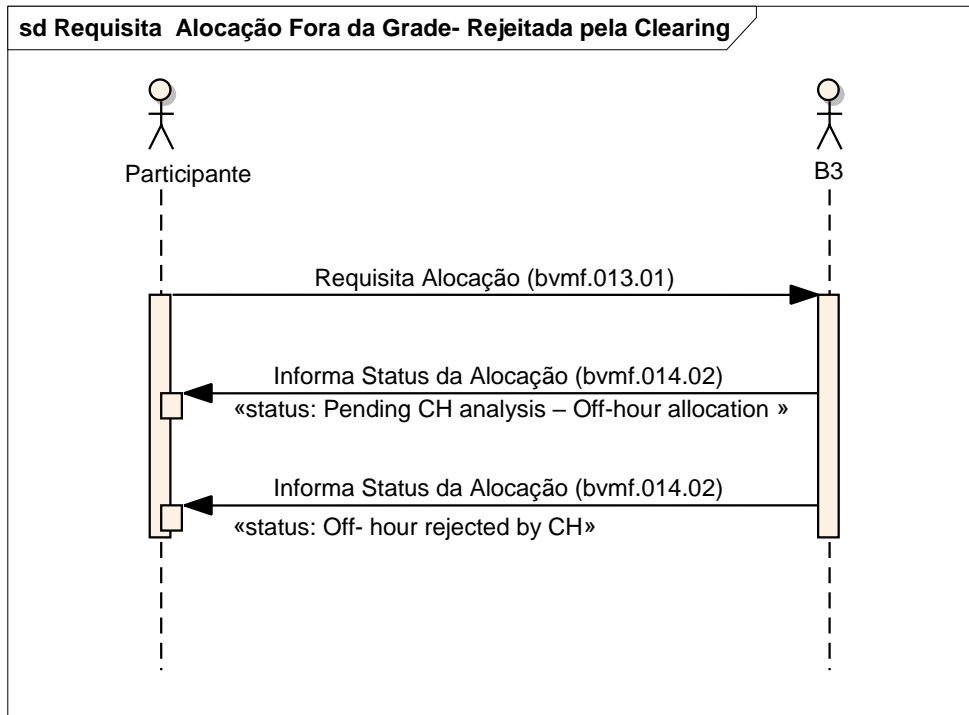 sd Requisita  Alocação Fora da Grade- Rejeitada pela Clearing
Participante
B3
Requisita Alocação (bvmf.013.01)
Informa Status da Alocação (bvmf.014.02)
«status: Pending CH analysis – Off-hour allocation »
Informa Status da Alocação (bvmf.014.02)
«status: Off- hour rejected by CH»